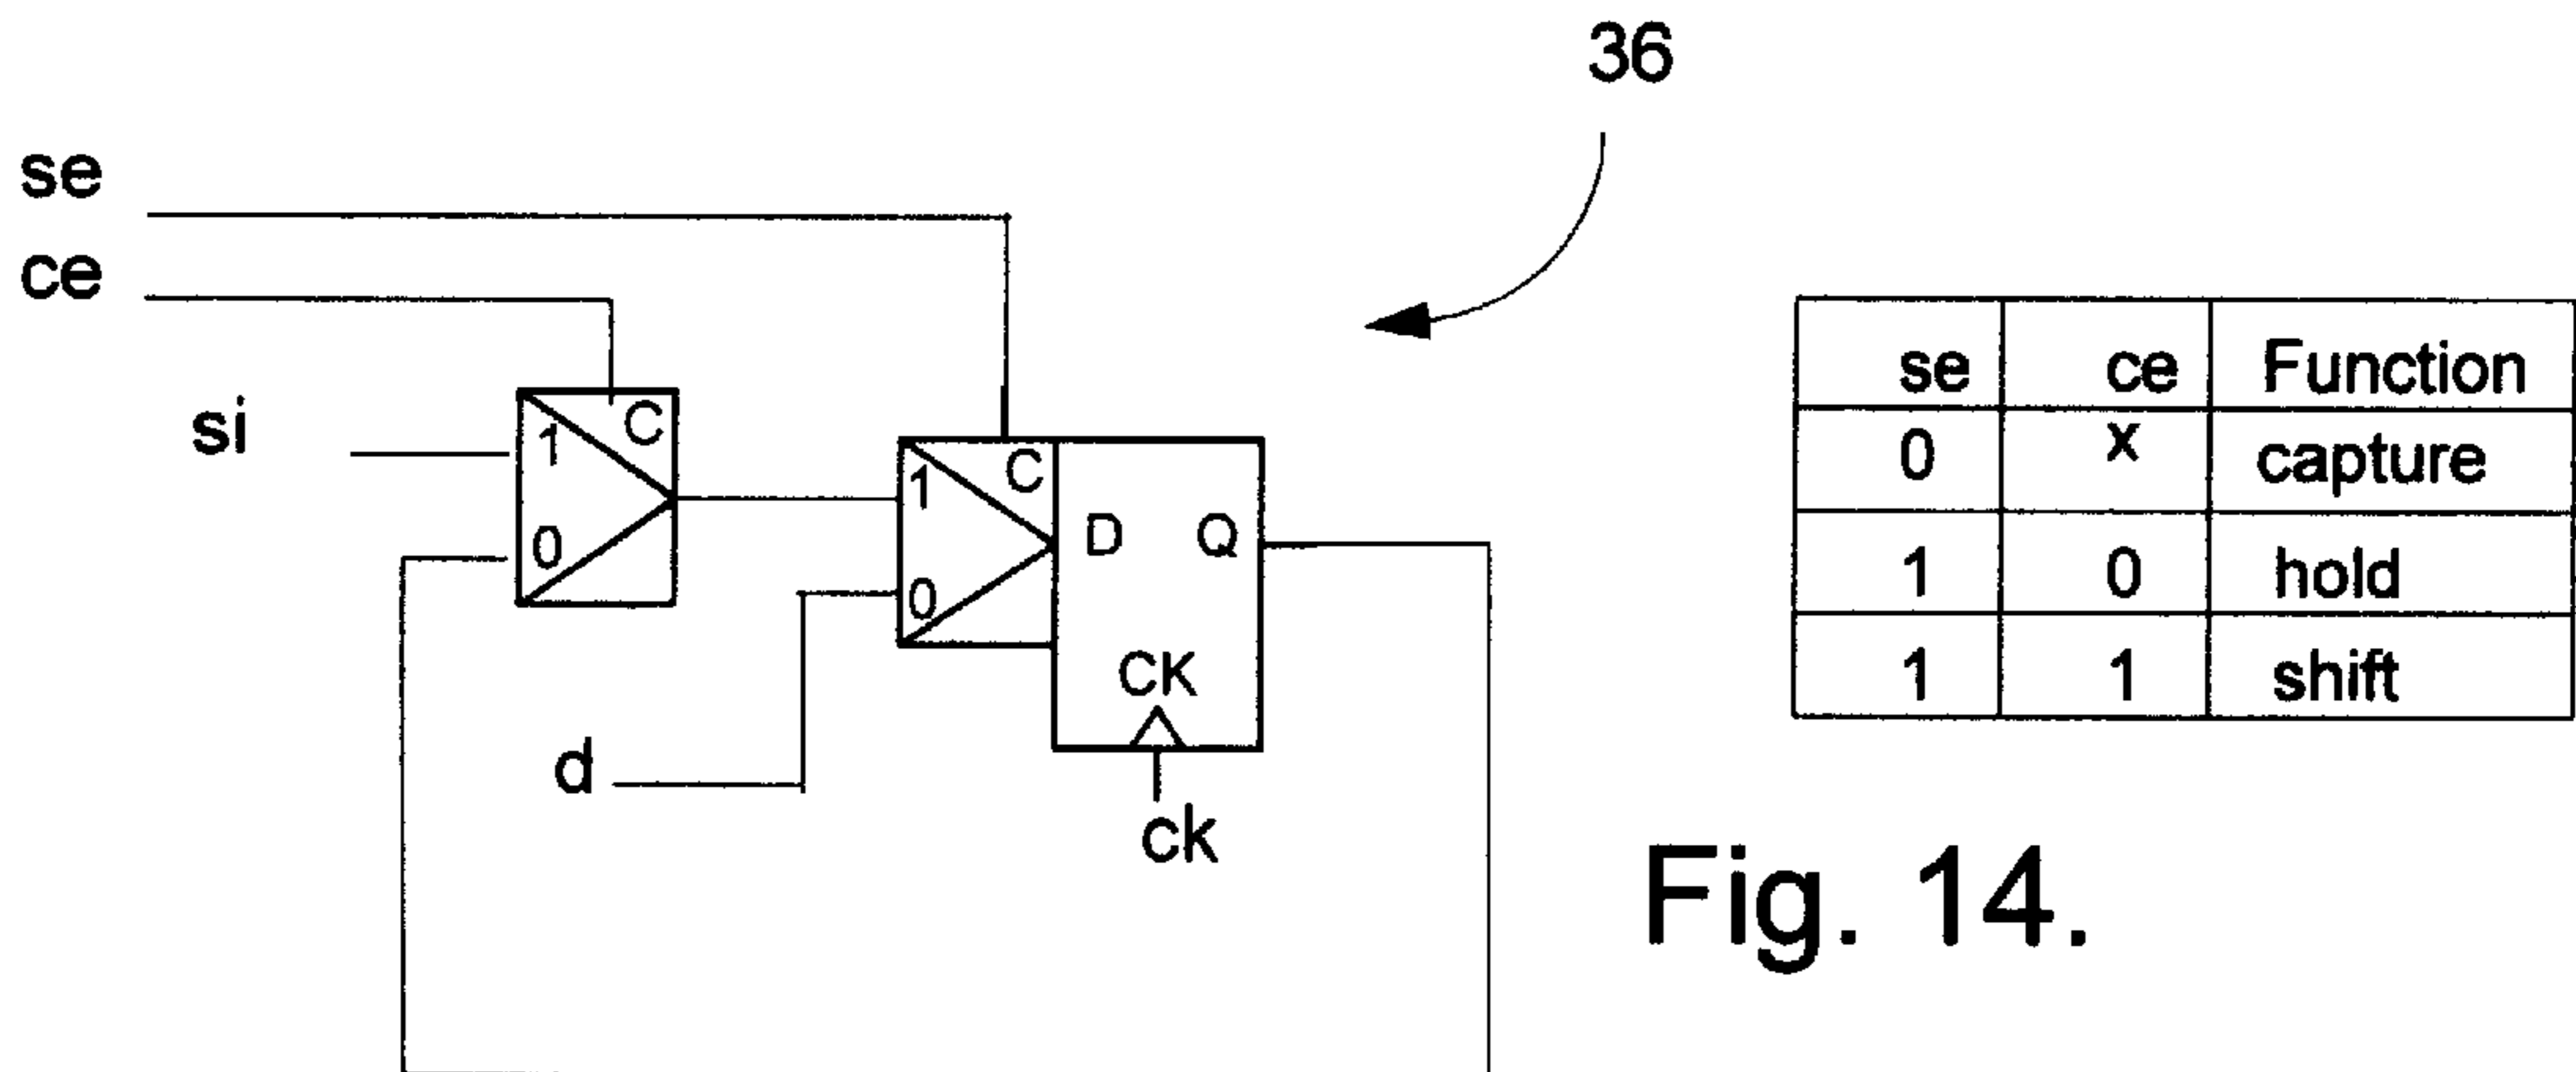 36
se
ce
si
1
C
0
1
C
0
D
Q
CK
d
ck
se ce Function
0 x capture
1 0 hold
1 1 shift
Fig. 14.